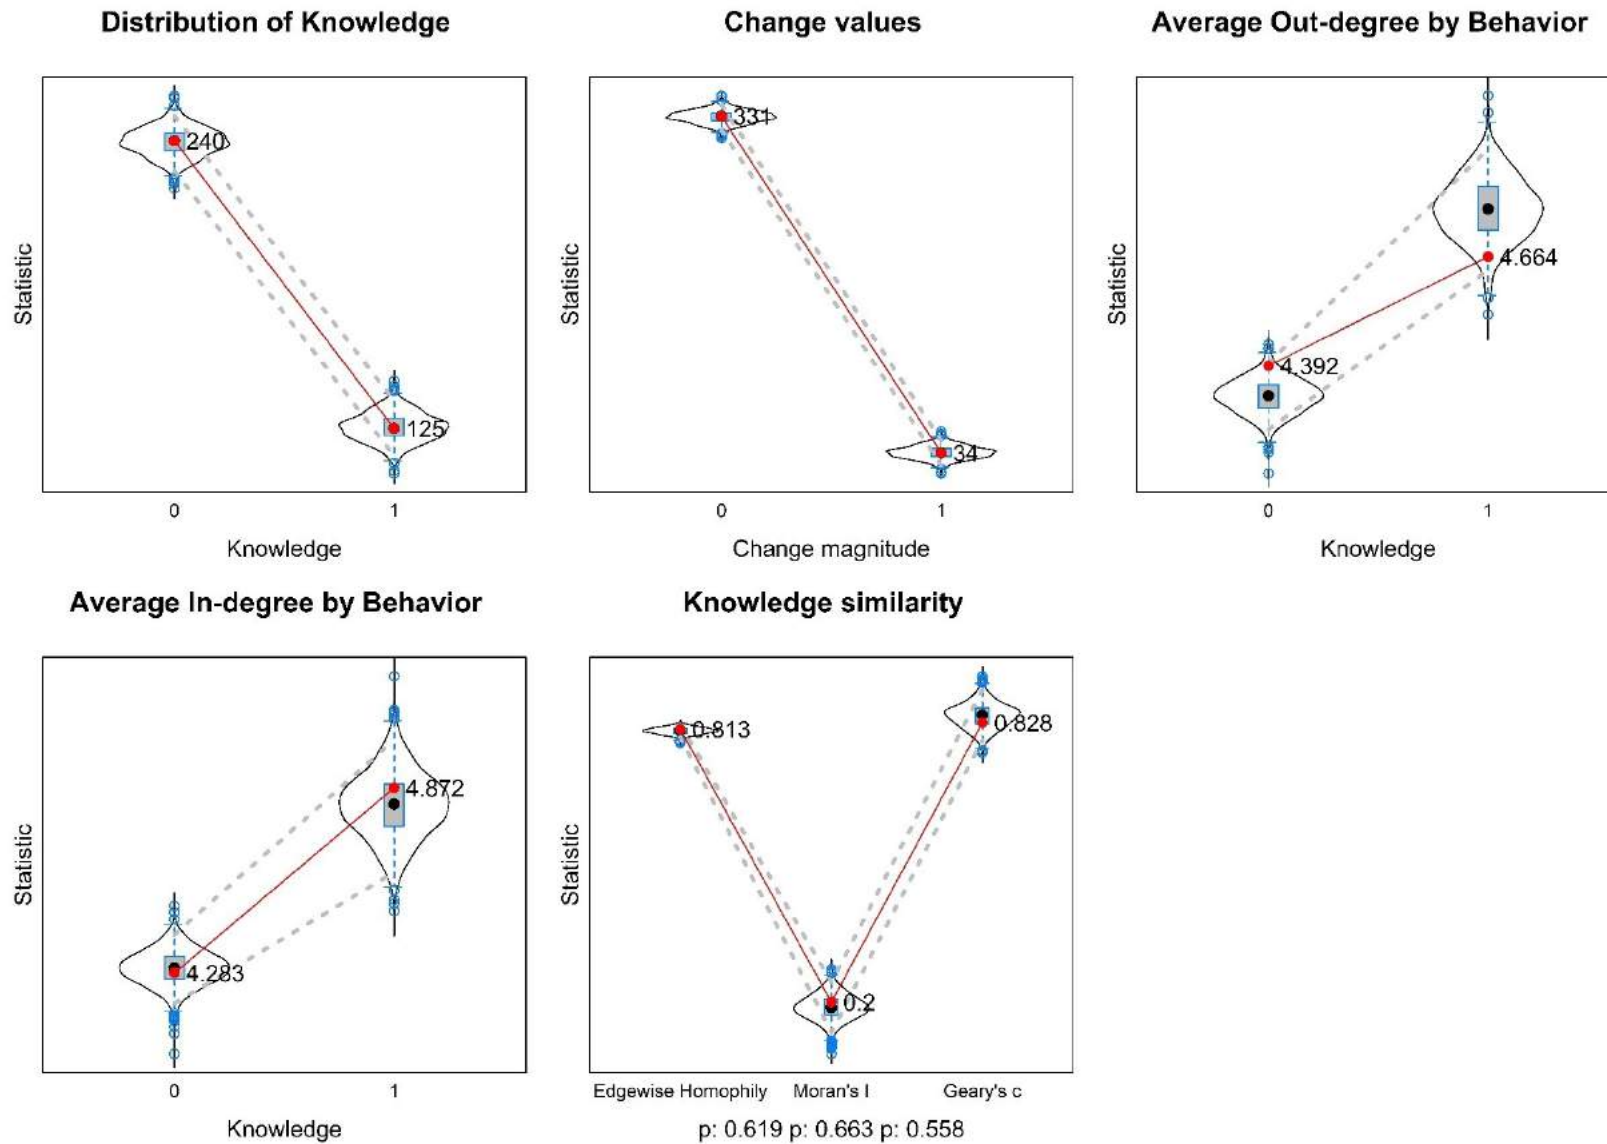 Distribution of Knowledge
Statistic
240
125
0 1
Knowledge
Change values
Statistic
331
34
0 1
Change magnitude
Average Out-degree by Behavior
Statistic
4.392
4.664
0 1
Knowledge
Average In-degree by Behavior
Statistic
4.283
4.872
0 1
Knowledge
Knowledge similarity
Statistic
0.813
0.2
0.828
Edgewise Homophily Moran's I Geary's c
p: 0.619 p: 0.663 p: 0.558